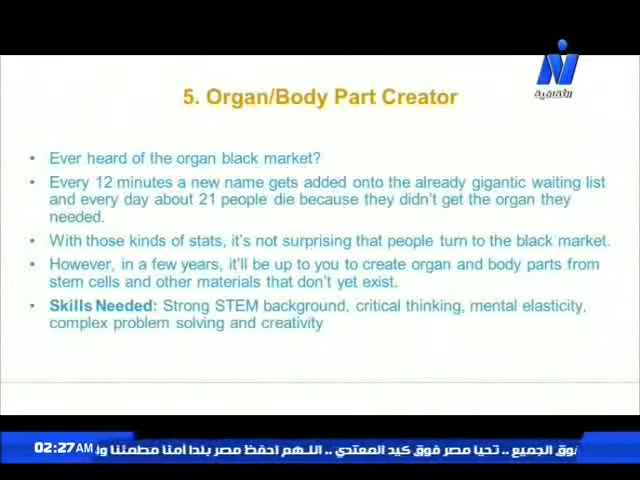 الثقافية
5. Organ/Body Part Creator
• Ever heard of the organ black market?
• Every 12 minutes a new name gets added onto the already gigantic waiting list
and every day about 21 people die because they didn't get the organ they
needed.
• With those kinds of stats, it's not surprising that people turn to the black market.
• However, in a few years, it'll be up to you to create organ and body parts from
stem cells and other materials that don't yet exist.
• Skills Needed: Strong STEM background, critical thinking, mental elasticity,
complex problem solving and creativity
02:27AM
فوق الجميع .. تحيا مصر فوق كيد المعتدي .. اللهم احفظ مصر بلدا آمنا مطمئنا